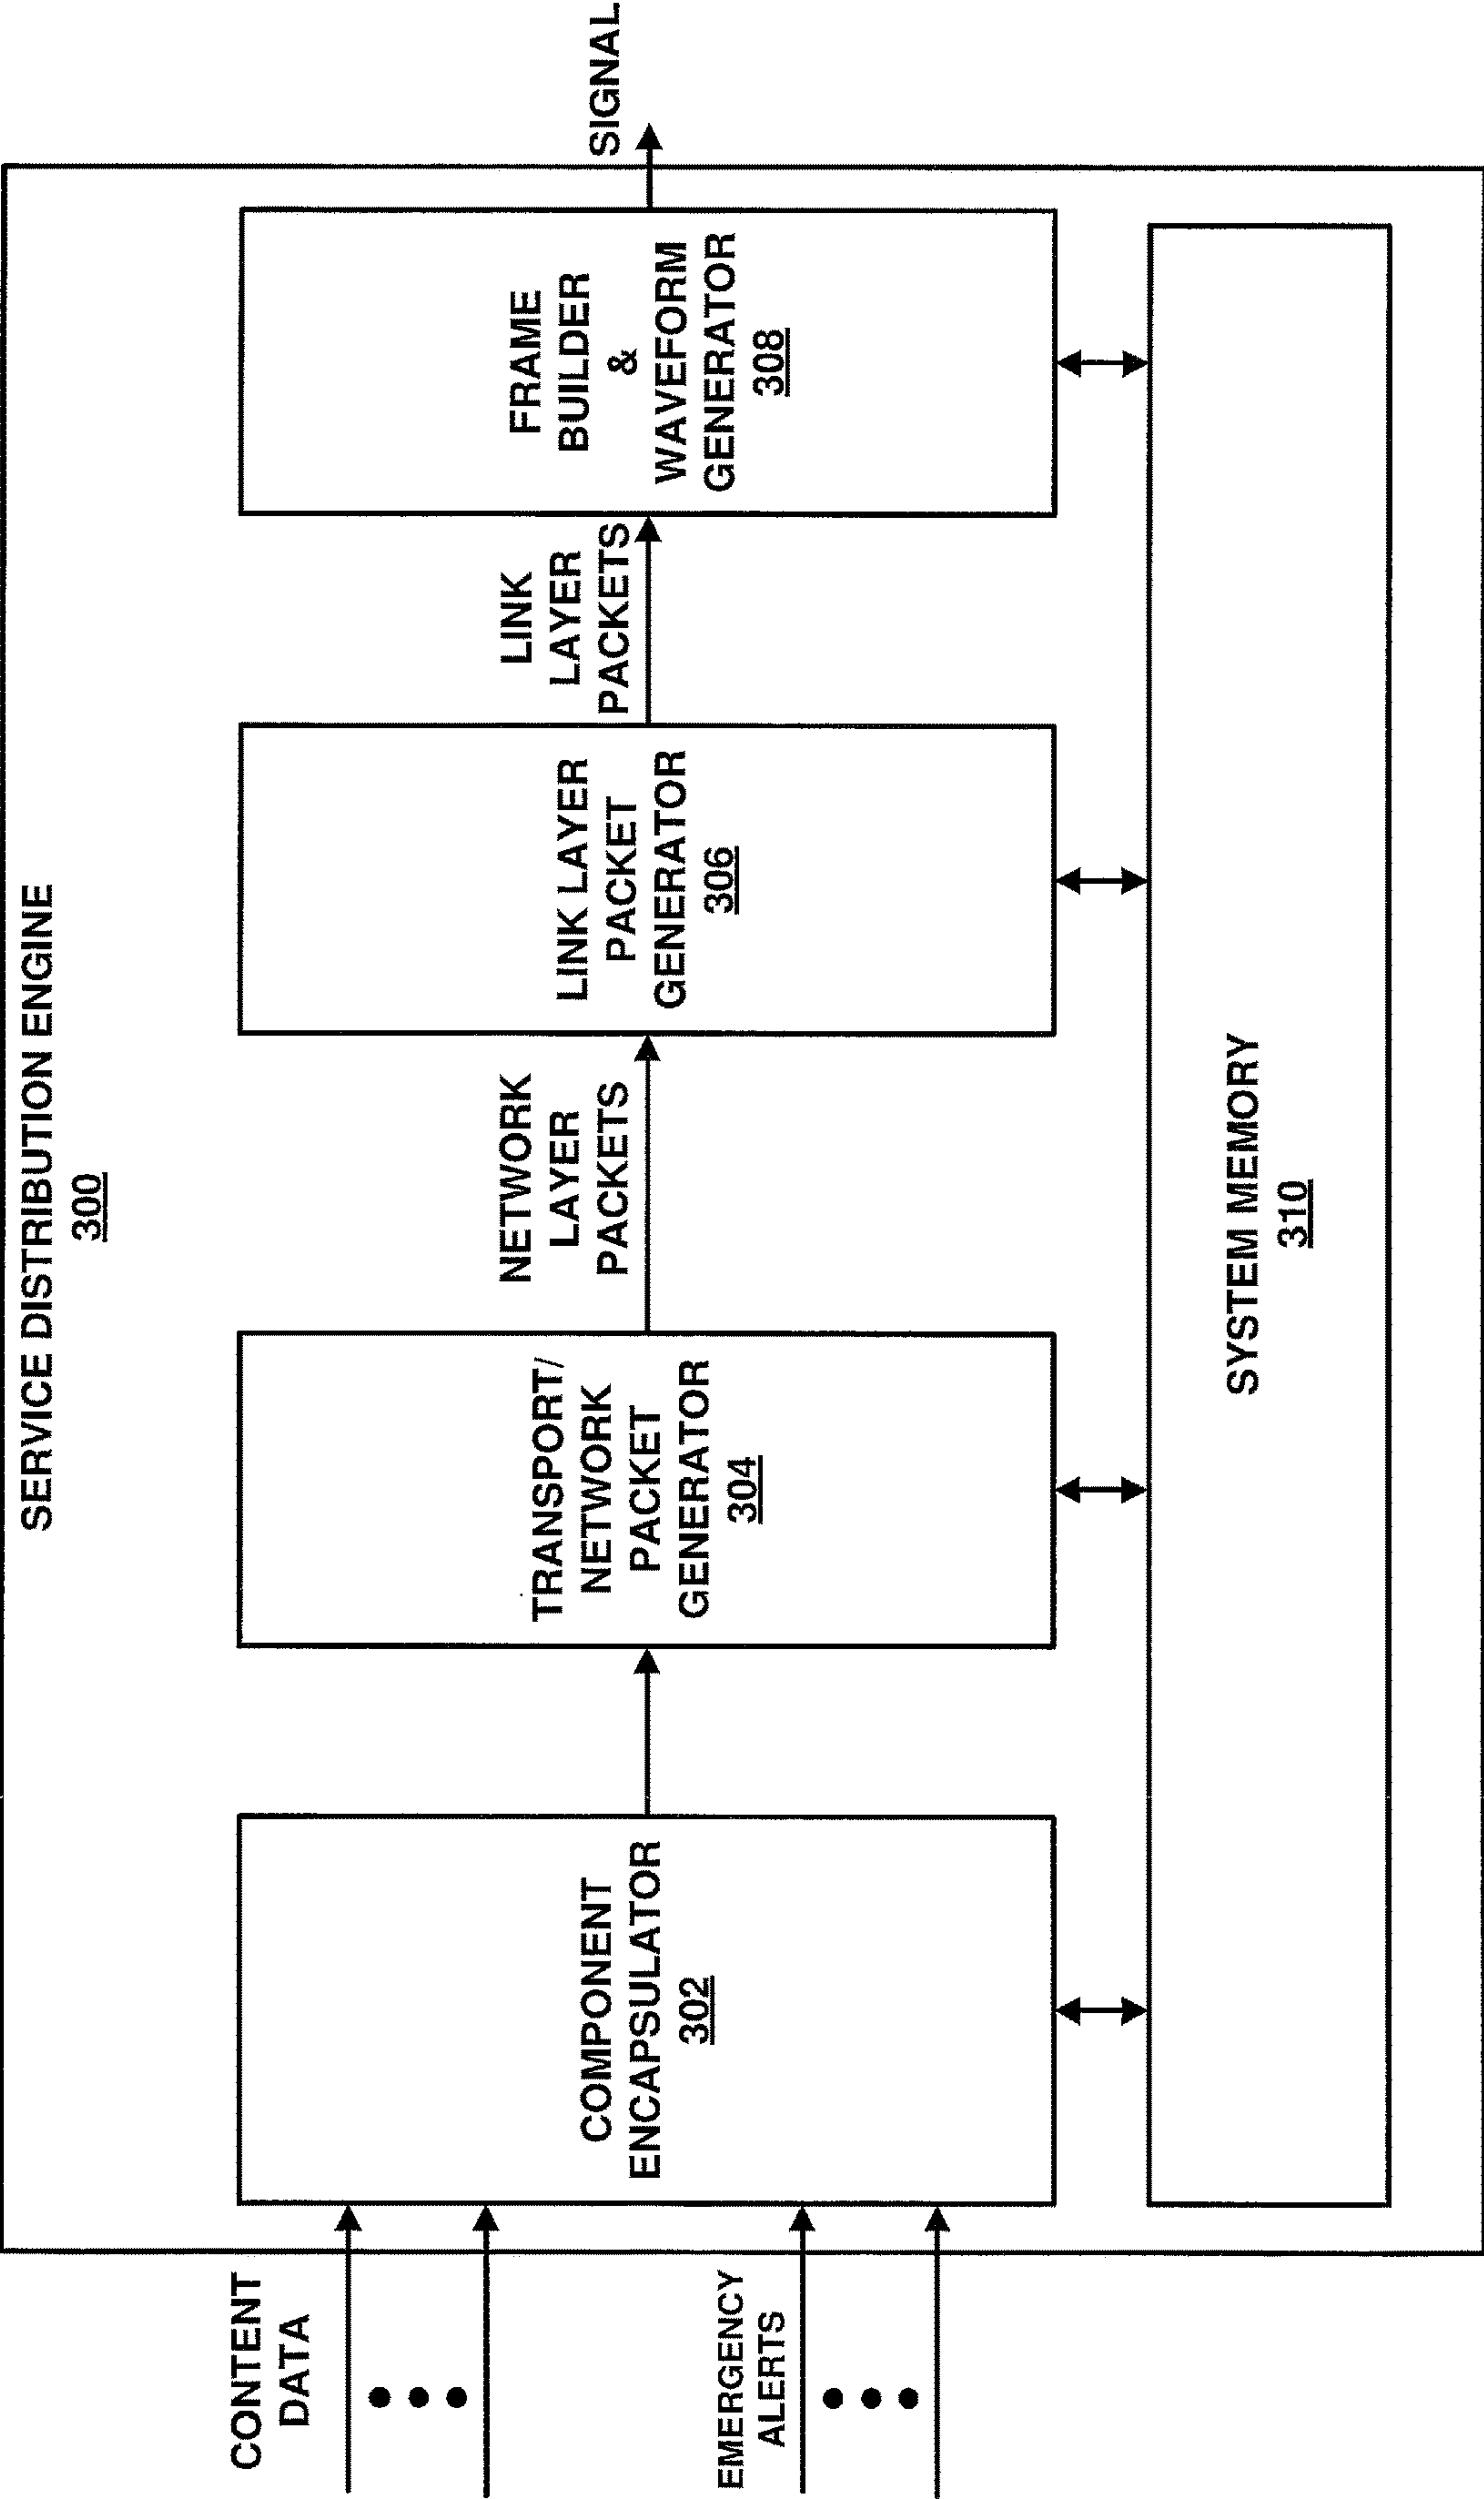 SERVICE DISTRIBUTION ENGINE
300
CONTENT
DATA
EMERGENCY
ALERTS
COMPONENT
ENCAPSULATOR
302
TRANSPORT/
NETWORK
PACKET
GENERATOR
304
NETWORK
LAYER
PACKETS
LINK LAYER
PACKET
GENERATOR
306
LINK
LAYER
PACKETS
FRAME
BUILDER
&
WAVEFORM
GENERATOR
308
SIGNAL
SYSTEM MEMORY
310